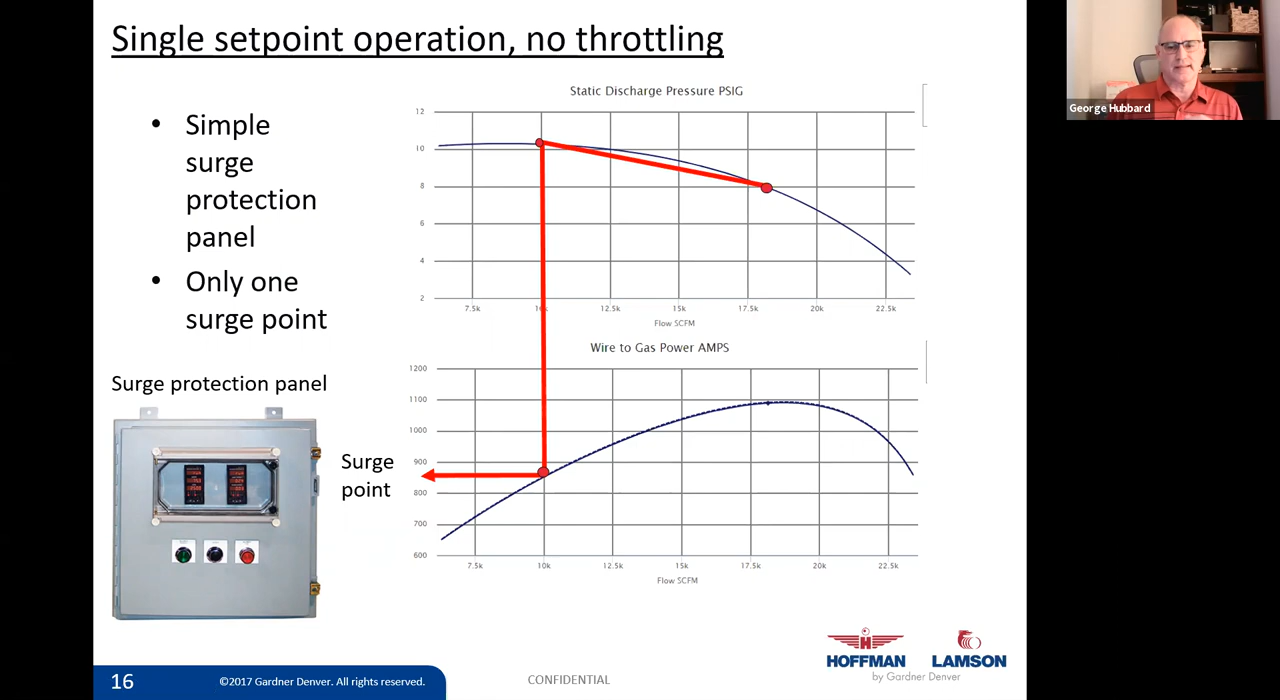 Single setpoint operation, no throttling
• Simple
surge
protection
panel
• Only one
surge point
Surge protection panel
Static Discharge Pressure PSIG
12
10
8
6
4
2
7.5k 10k 12.5k 15k 17.5k 20k 22.5k
Flow SCFM
Wire to Gas Power AMPS
1200
1100
1000
900
800
700
600
7.5k 10k 12.5k 15k 17.5k 20k 22.5k
Flow SCFM
Surge
point
George Hubbard
H
HOFFMAN LAMSON
by Gardner Denver
16 ©2017 Gardner Denver. All rights reserved. CONFIDENTIAL